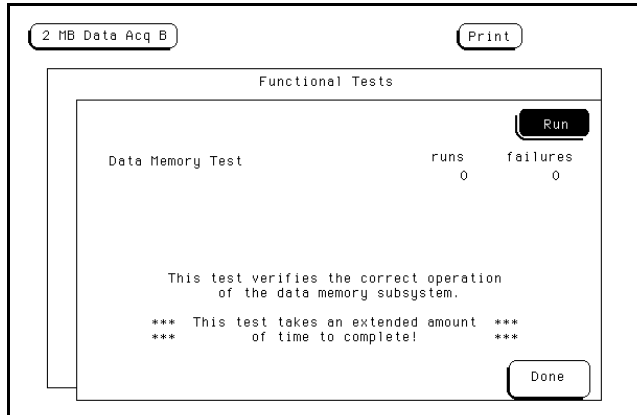 2 MB Data Acq B
Print
Functional Tests
Run
Data Memory Test
runs failures
0 0
This test verifies the correct operation
of the data memory subsystem.
*** This test takes an extended amount ***
*** of time to complete! ***
Done